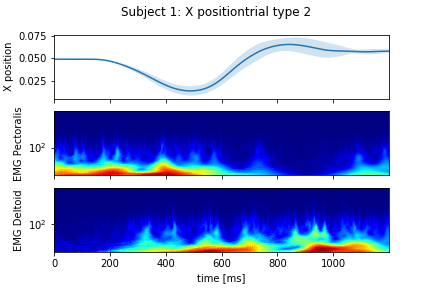 Subject 1: X positiontrial type 2
0.075
0.050
0.025
X position
10²
EMG Pectoralis
10²
EMG Deltoid
0 200 400 600 800 1000
time [ms]